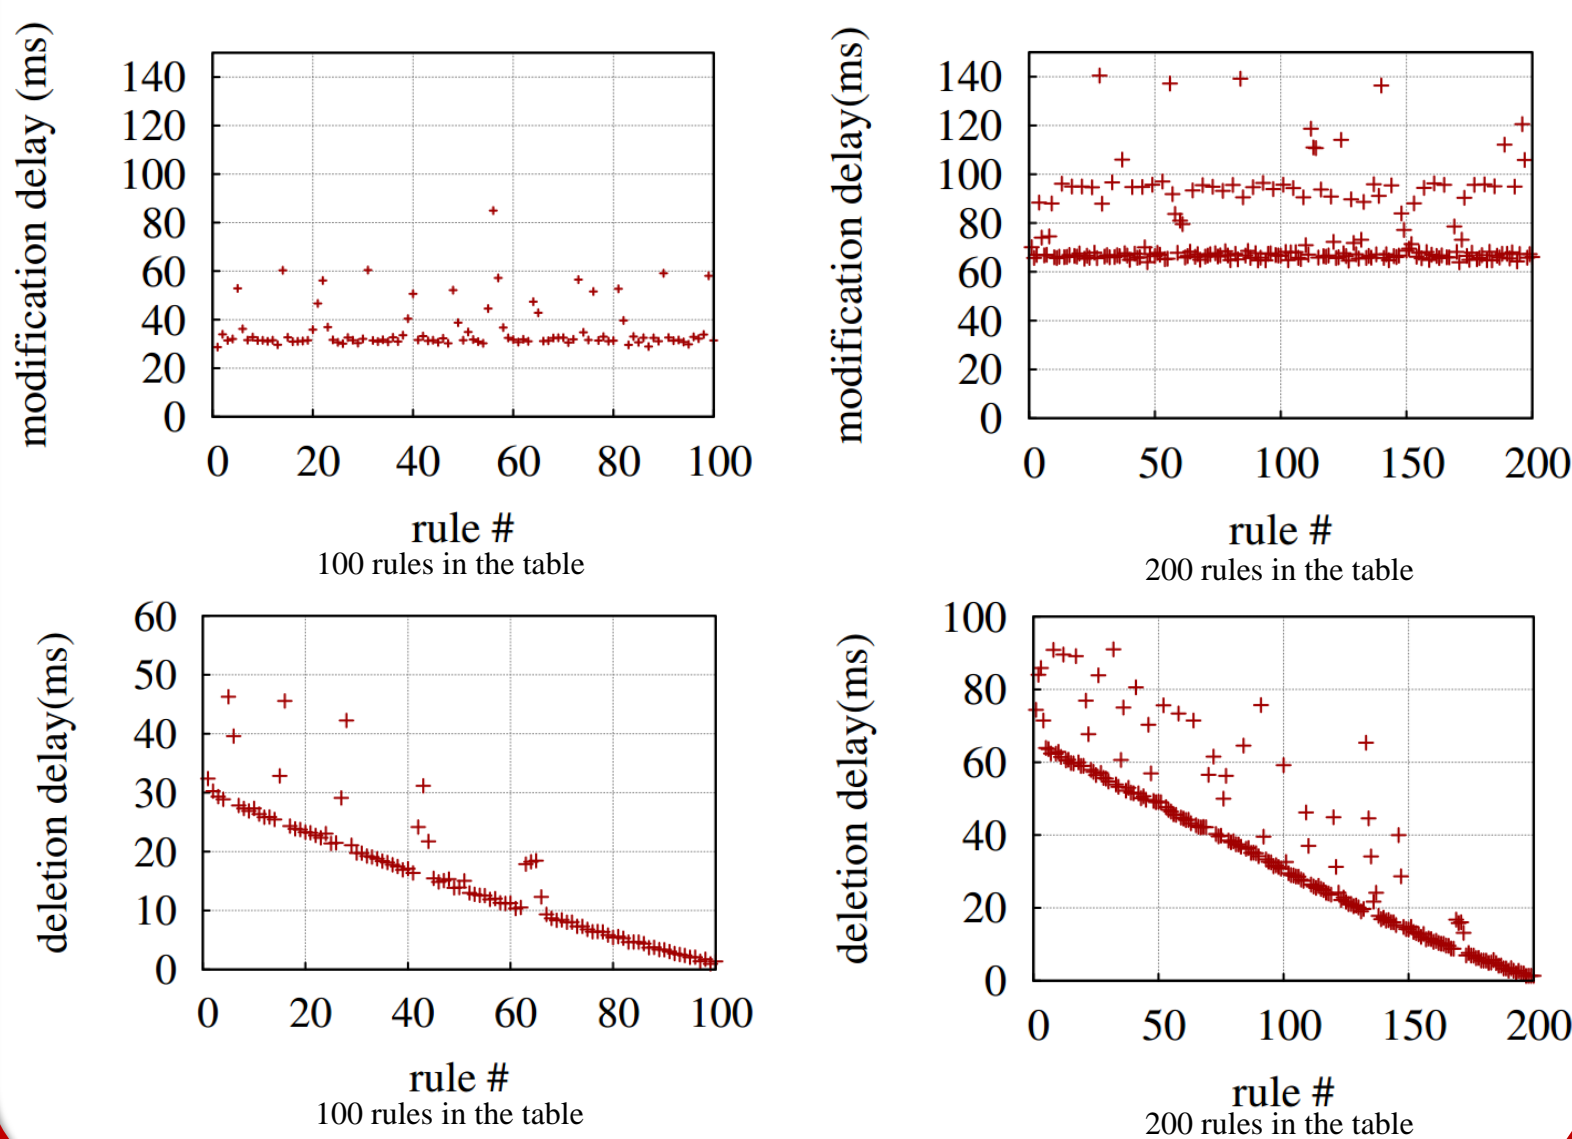 modification delay (ms)
140
120
100
80
60
40
20
0
0 20 40 60 80 100
rule #
100 rules in the table
modification delay(ms)
140
120
100
80
60
40
20
0
0 50 100 150 200
rule #
200 rules in the table
deletion delay(ms)
60
50
40
30
20
10
0
0 20 40 60 80 100
rule #
100 rules in the table
deletion delay(ms)
100
80
60
40
20
0
0 50 100 150 200
rule #
200 rules in the table